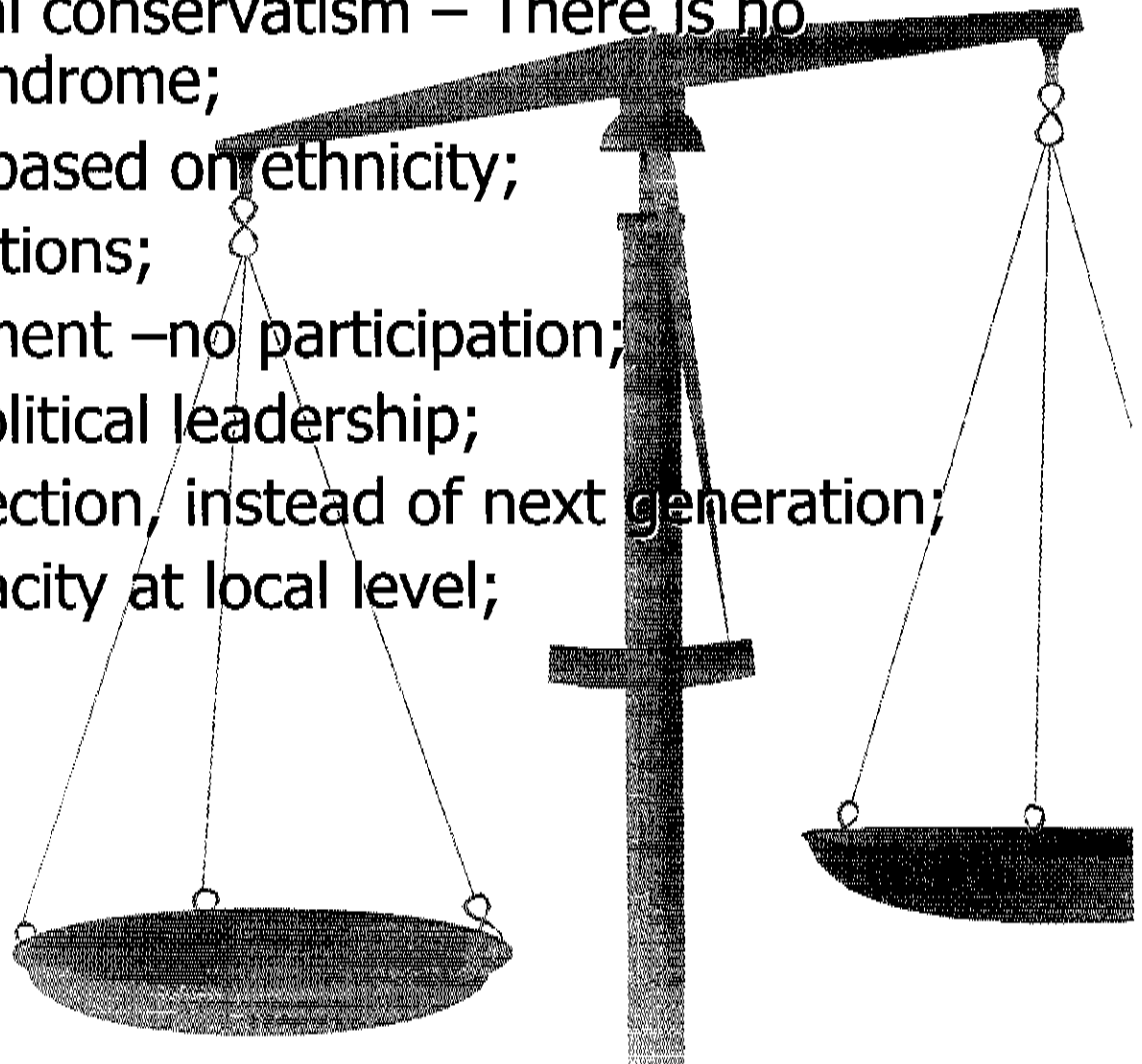 al conservatism – There is no
ndrome;
based on ethnicity;
tions;
nent –no participation;
olitical leadership;
ection, instead of next generation;
acity at local level;